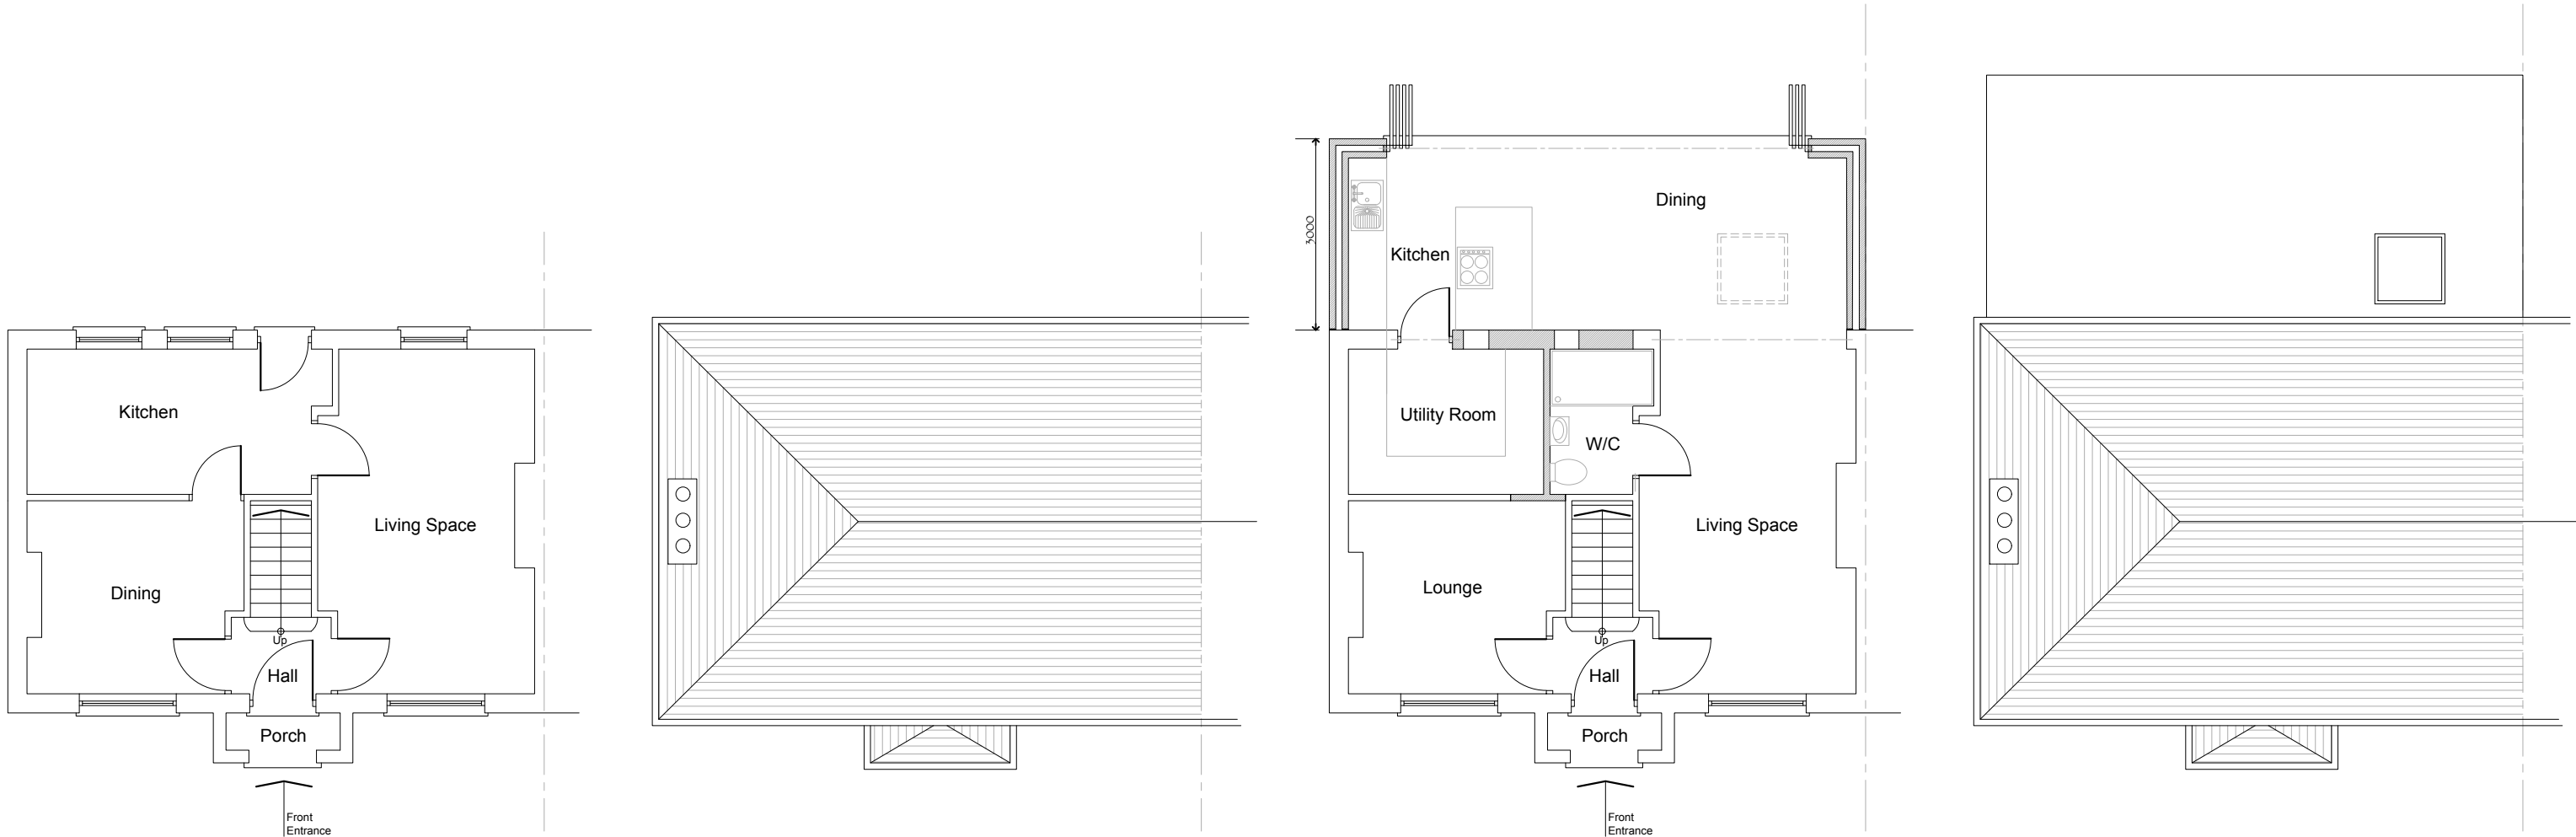 Kitchen
Living Space
Dining
Up
Hall
Porch
Front
Entrance
3000
Dining
Kitchen
Utility Room
W/C
Living Space
Lounge
Up
Hall
Porch
Front
Entrance